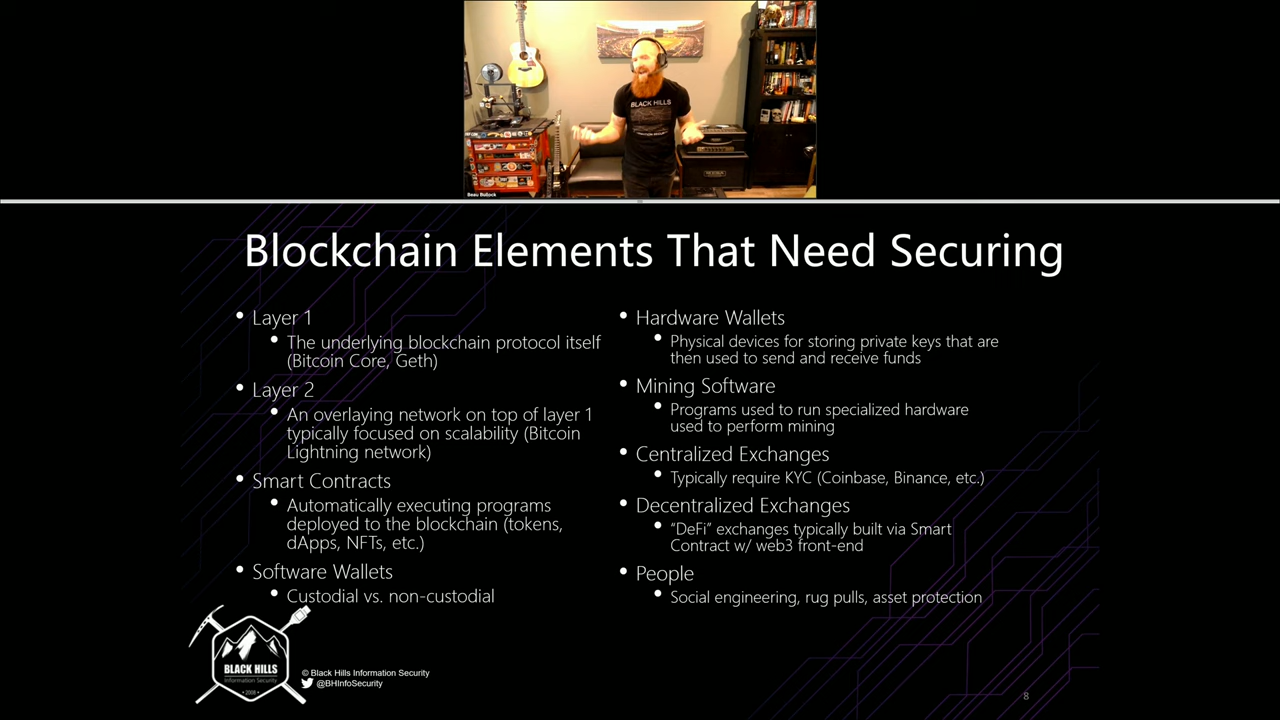 BLACK HILLS
Beau Bullock
Blockchain Elements That Need Securing
• Layer 1
• The underlying blockchain protocol itself
(Bitcoin Core, Geth)
• Layer 2
• An overlaying network on top of layer 1
typically focused on scalability (Bitcoin
Lightning network)
• Smart Contracts
• Automatically executing programs
deployed to the blockchain (tokens,
dApps, NFTs, etc.)
• Software Wallets
• Custodial vs. non-custodial
• Hardware Wallets
• Physical devices for storing private keys that are
then used to send and receive funds
• Mining Software
• Programs used to run specialized hardware
used to perform mining
• Centralized Exchanges
• Typically require KYC (Coinbase, Binance, etc.)
• Decentralized Exchanges
• “DeFi” exchanges typically built via Smart
Contract w/ web3 front-end
• People
• Social engineering, rug pulls, asset protection
BLACK HILLS
Information Security
• 2008 •
© Black Hills Information Security
@BHInfoSecurity
8